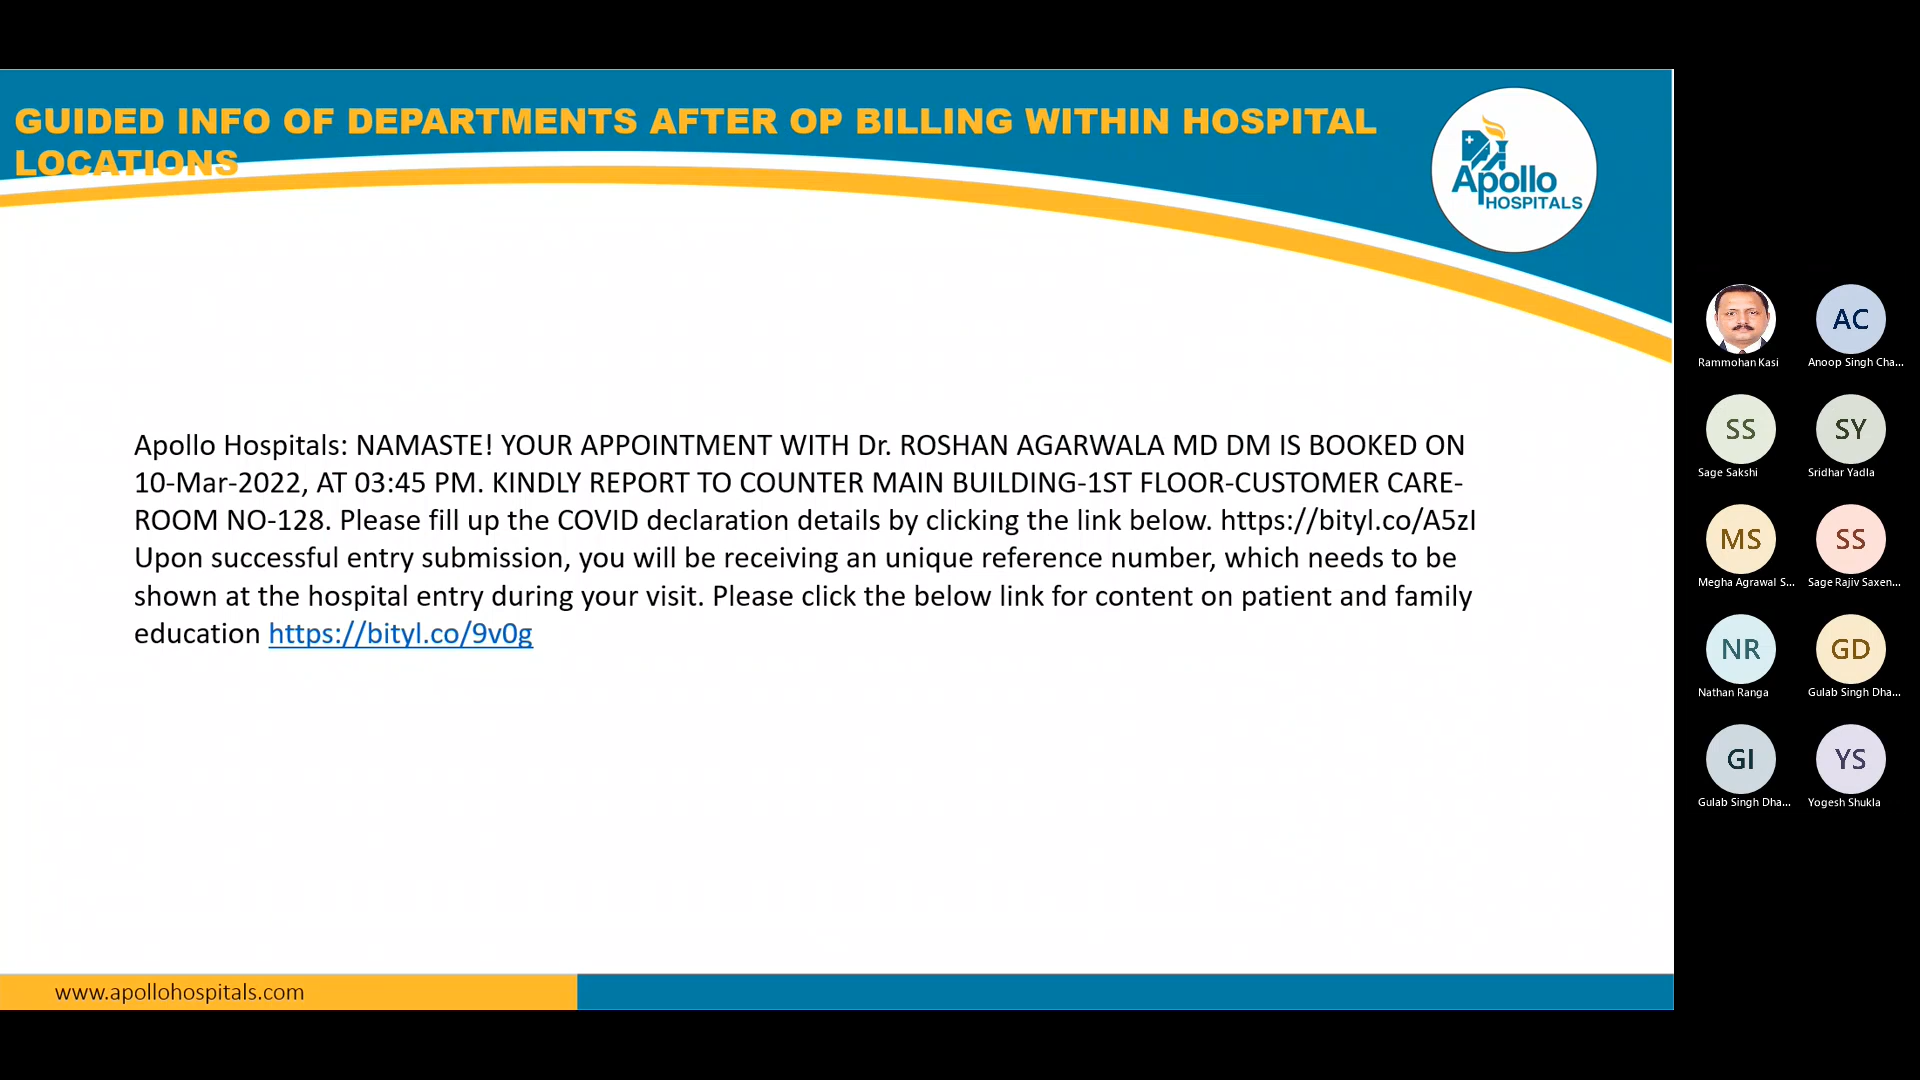 GUIDED INFO OF DEPARTMENTS AFTER OP BILLING WITHIN HOSPITAL
LOCATIONS
Apollo
HOSPITALS
Apollo Hospitals: NAMASTE! YOUR APPOINTMENT WITH Dr. ROSHAN AGARWALA MD DM IS BOOKED ON
10-Mar-2022, AT 03:45 PM. KINDLY REPORT TO COUNTER MAIN BUILDING-1ST FLOOR-CUSTOMER CARE-
ROOM NO-128. Please fill up the COVID declaration details by clicking the link below. https://bityl.co/A5zI
Upon successful entry submission, you will be receiving an unique reference number, which needs to be
shown at the hospital entry during your visit. Please click the below link for content on patient and family
education https://bityl.co/9v0g
www.apollohospitals.com
Rammohan Kasi
AC
Anoop Singh Cha...
SS
Sage Sakshi
SY
Sridhar Yadla
MS
Megha Agrawal S...
SS
Sage Rajiv Saxen...
NR
Nathan Ranga
GD
Gulab Singh Dha...
GI
Gulab Singh Dha...
YS
Yogesh Shukla